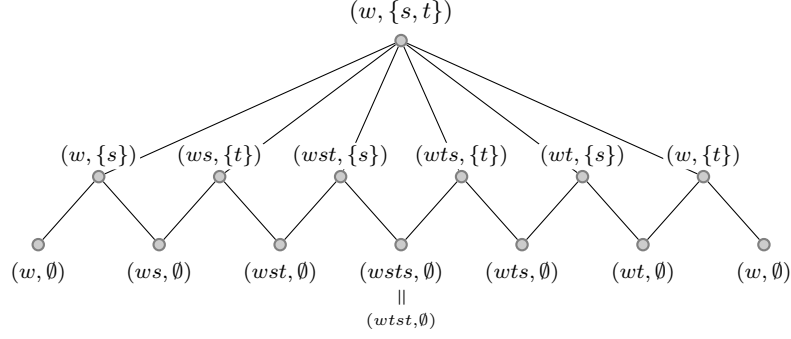 (w, {s, t})
(w, {s}) (ws, {t}) (wst, {s}) (wts, {t}) (wt, {s}) (w, {t})
(w, ∅) (ws, ∅) (wst, ∅) (wsts, ∅) (wts, ∅) (wt, ∅) (w, ∅)
=
(wtst, ∅)